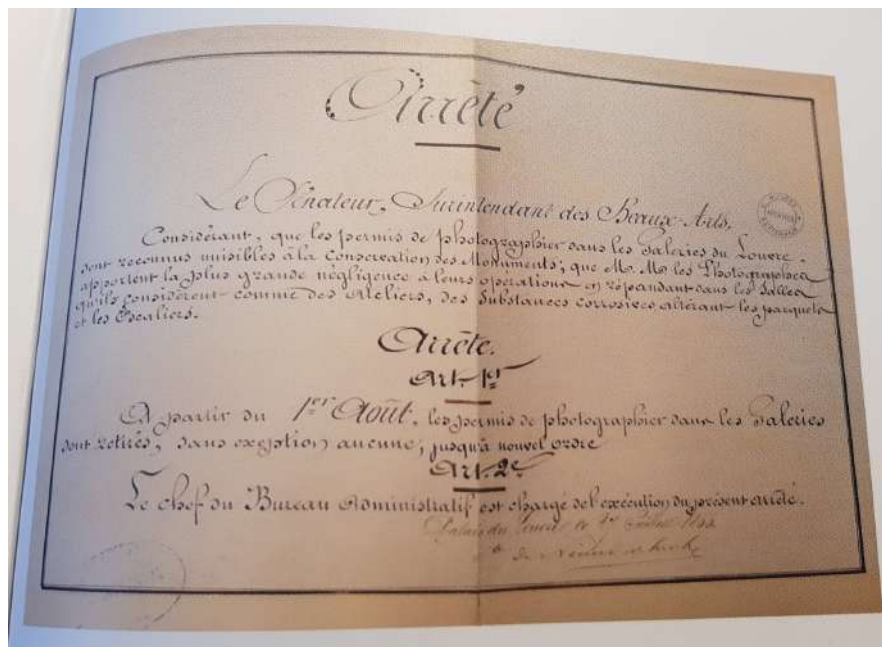 Arrêté
Le Sénateur, Surintendant des Beaux-Arts,
Considérant, que les permis de photographier dans les Galeries du Louvre.
sont reconnus nuisibles à la conservation des Monuments; que M. M. les Photographes
apportent la plus grande négligence à leurs opérations en répandant dans les Salles
qu'ils considèrent comme des Ateliers, des Substances corrosives altérant les parquets
et les Escaliers.
Arrête.
Art. 1er
A partir du 1er Août, les permis de photographier dans les Galeries
sont retirés, sans exeption aucune, jusqu'à nouvel ordre
Art. 2e
Le chef du Bureau Administratif est chargé de l'exécution du présent arrêté.
Palais du Louvre le
de Nieuwerkerke